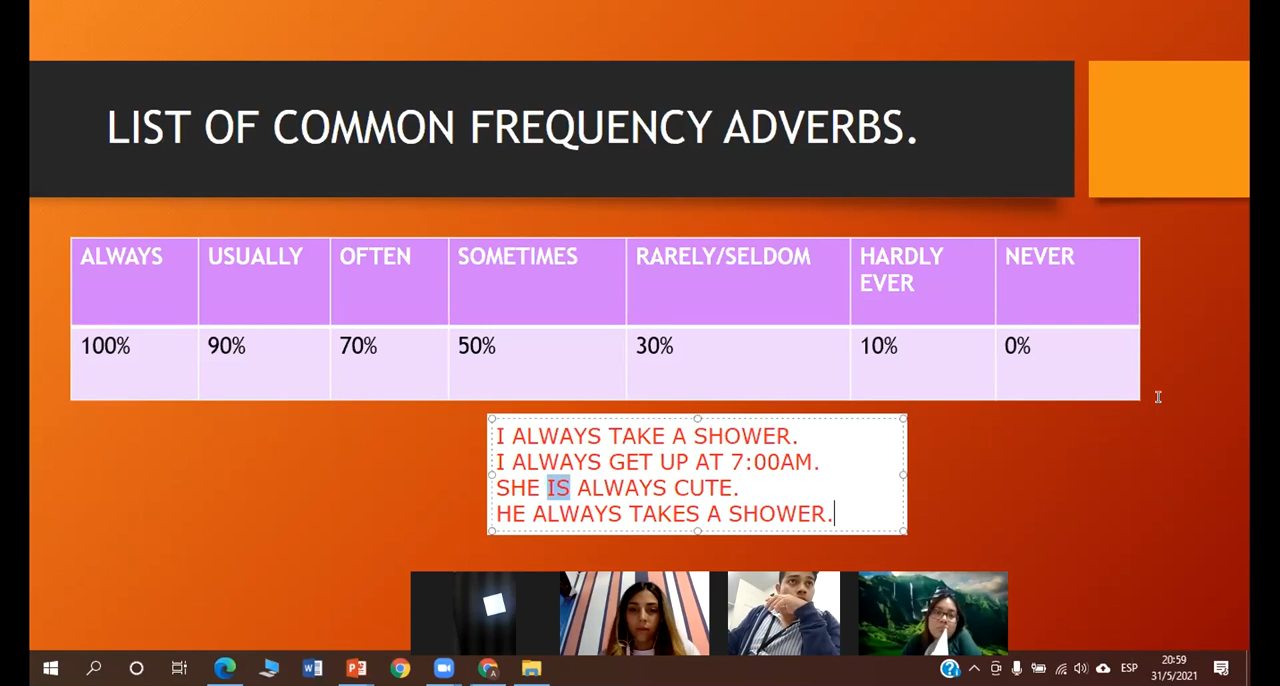 LIST OF COMMON FREQUENCY ADVERBS.
ALWAYS USUALLY OFTEN SOMETIMES RARELY/SELDOM HARDLY EVER NEVER
100% 90% 70% 50% 30% 10% 0%
I ALWAYS TAKE A SHOWER.
I ALWAYS GET UP AT 7:00AM.
SHE IS ALWAYS CUTE.
HE ALWAYS TAKES A SHOWER.
ESP
20:59
31/5/2021